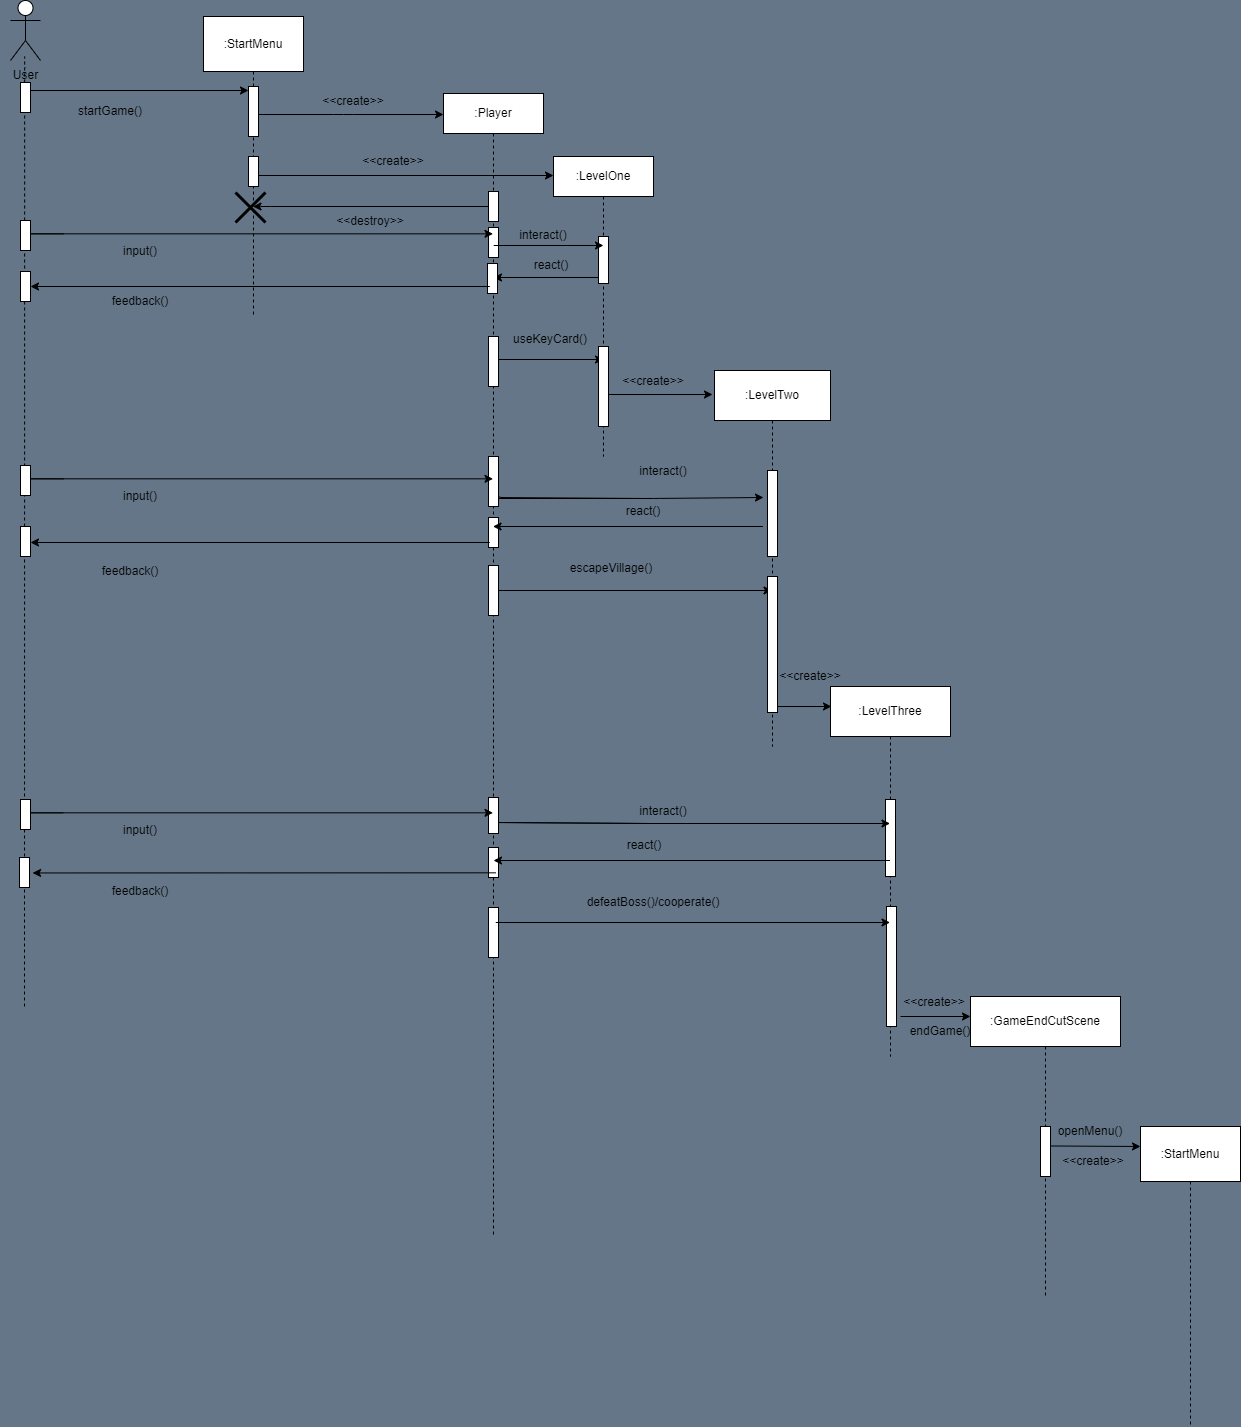 :StartMenu
User
startGame()
<<create>>
:Player
<<create>>
:LevelOne
<<destroy>>
input()
interact()
react()
feedback()
useKeyCard()
<<create>>
:LevelTwo
interact()
input()
react()
feedback()
escapeVillage()
<<create>>
:LevelThree
interact()
input()
react()
feedback()
defeatBoss()/cooperate()
<<create>>
:GameEndCutScene
endGame()
openMenu()
:StartMenu
<<create>>